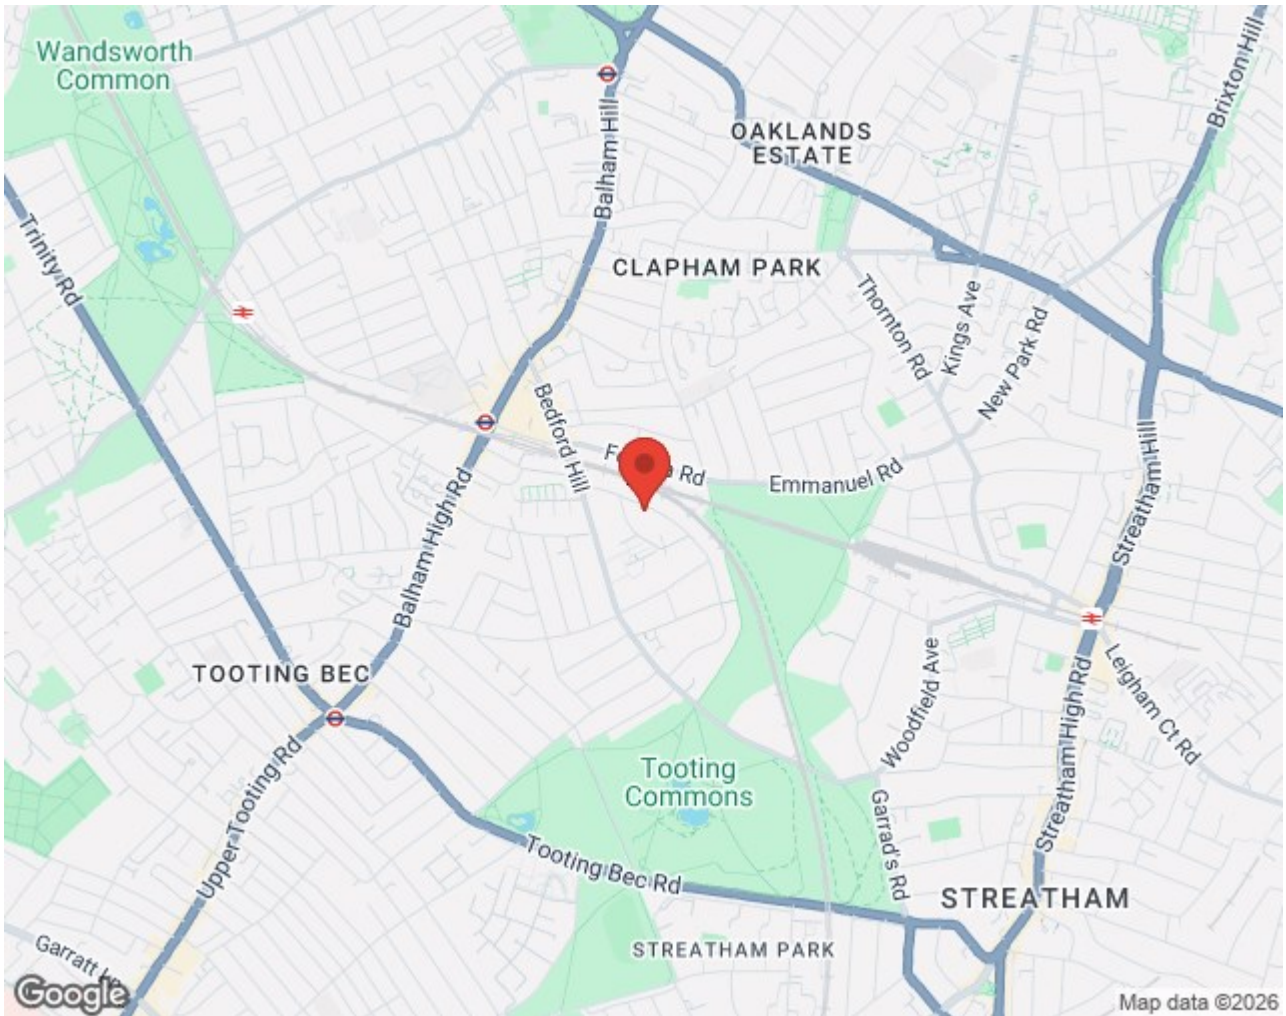 Wandsworth
Common
Balham Hill
OAKLANDS
ESTATE
Brixton Hill
Trinity Rd
CLAPHAM PARK
Thornton Rd
Kings Ave
New Park Rd
Bedford Hill
Rd
Emmanuel Rd
Streatham Hill
Balham High Rd
TOOTING BEC
Woodfield Ave
Leigham Ct Rd
Streatham High Rd
Upper Tooting Rd
Tooting
Commons
Garrad's Rd
Tooting Bec Rd
STREATHAM
STREATHAM PARK
Garratt
Google
Map data ©2026